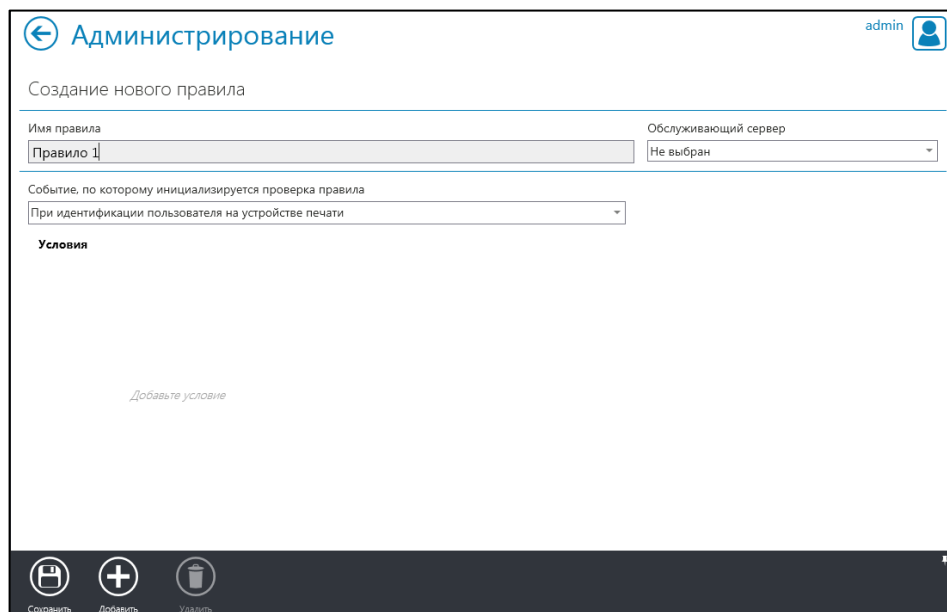 Администрирование
admin
Создание нового правила
Имя правила
Обслуживающий сервер
Правило 1
Не выбран
Событие, по которому инициализируется проверка правила
При идентификации пользователя на устройстве печати
Условия
Добавьте условие
Сохранить Добавить Удалить